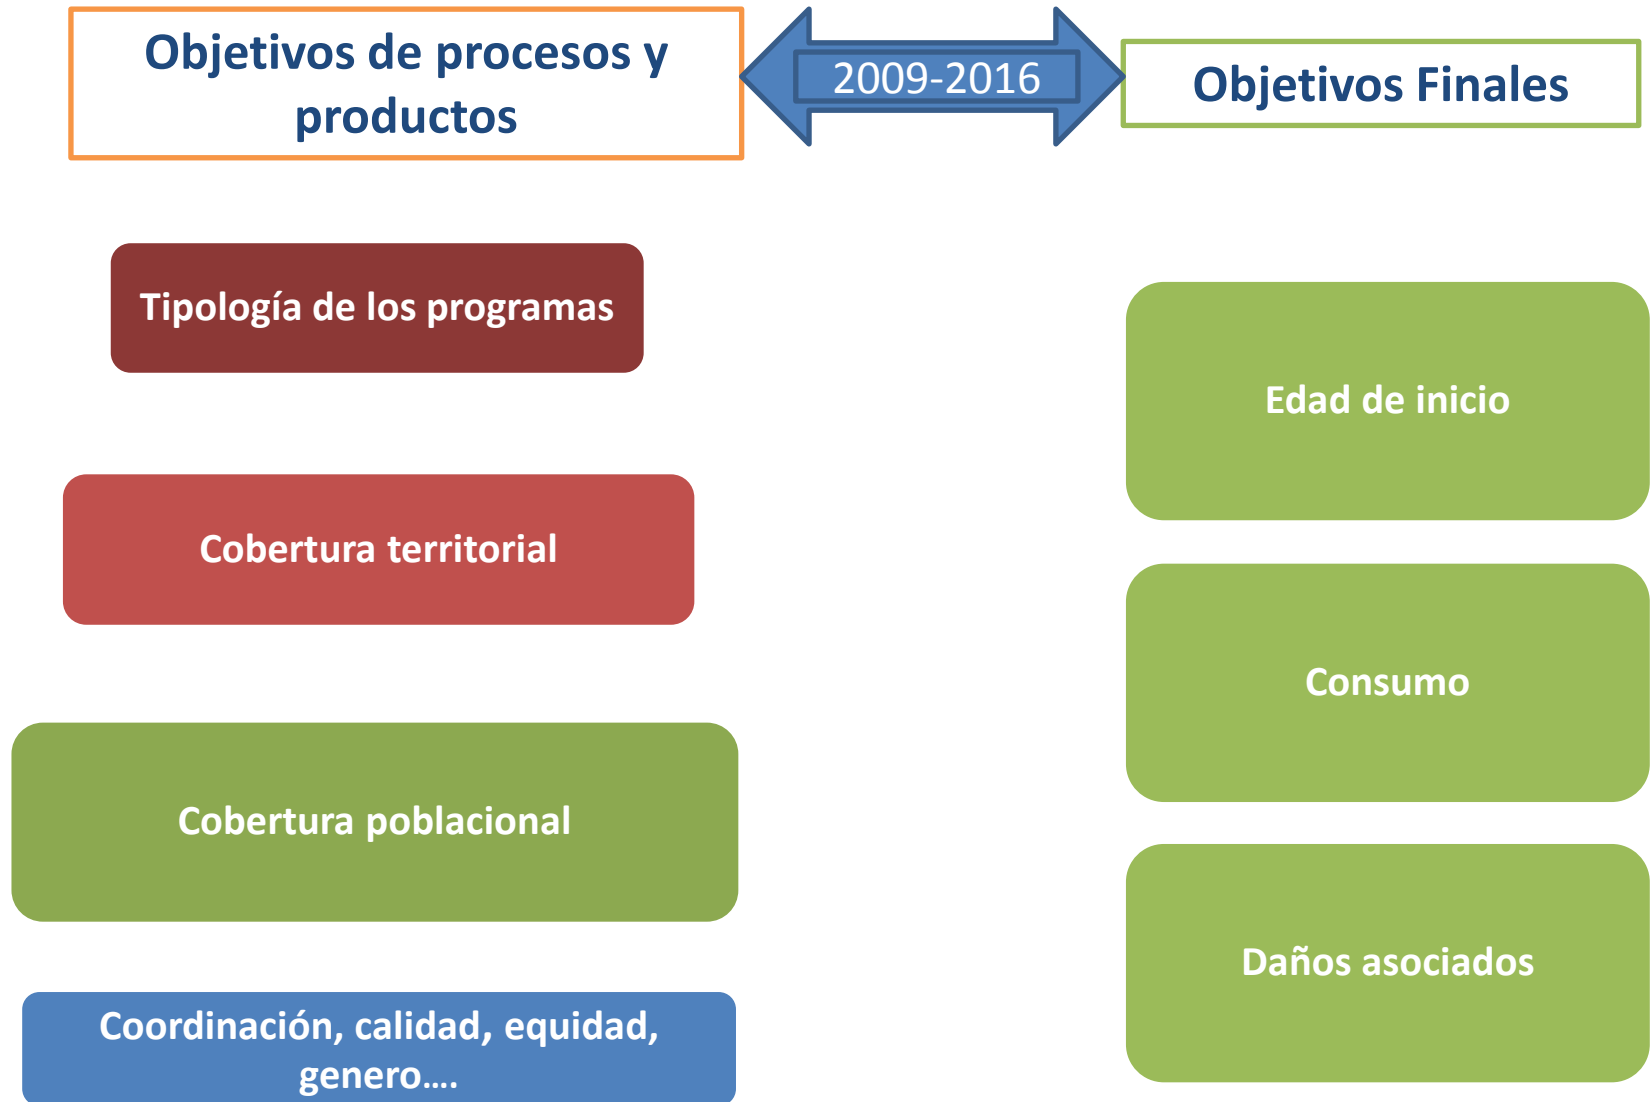 Objetivos de procesos y
productos
2009-2016
Objetivos Finales
Tipología de los programas
Cobertura territorial
Cobertura poblacional
Coordinación, calidad, equidad,
genero....
Edad de inicio
Consumo
Daños asociados